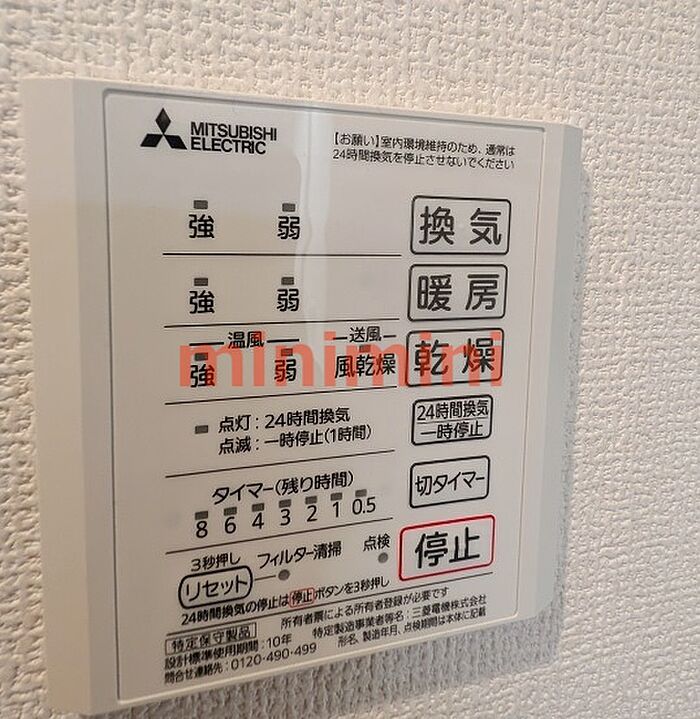 MITSUBISHI
ELECTRIC
【お願い】室内環境維持のため、通常は
24時間換気を停止させないでください
強 弱 換気
強 弱 暖房
温風 送風
強 弱 風乾燥 乾燥
minimini
点灯：24時間換気
点滅：一時停止(1時間)
24時間換気
一時停止
タイマー(残り時間)
8 6 4 3 2 1 0.5
切タイマー
3秒押し フィルター清掃 点検
リセット
停止
24時間換気の停止は停止ボタンを3秒押し
特定保守製品
所有者票による所有者登録が必要です
設計標準使用期間：10年
特定製造事業者等名：三菱電機株式会社
問合せ連絡先：0120-490-499
形名、製造年月、点検期間は本体に記載